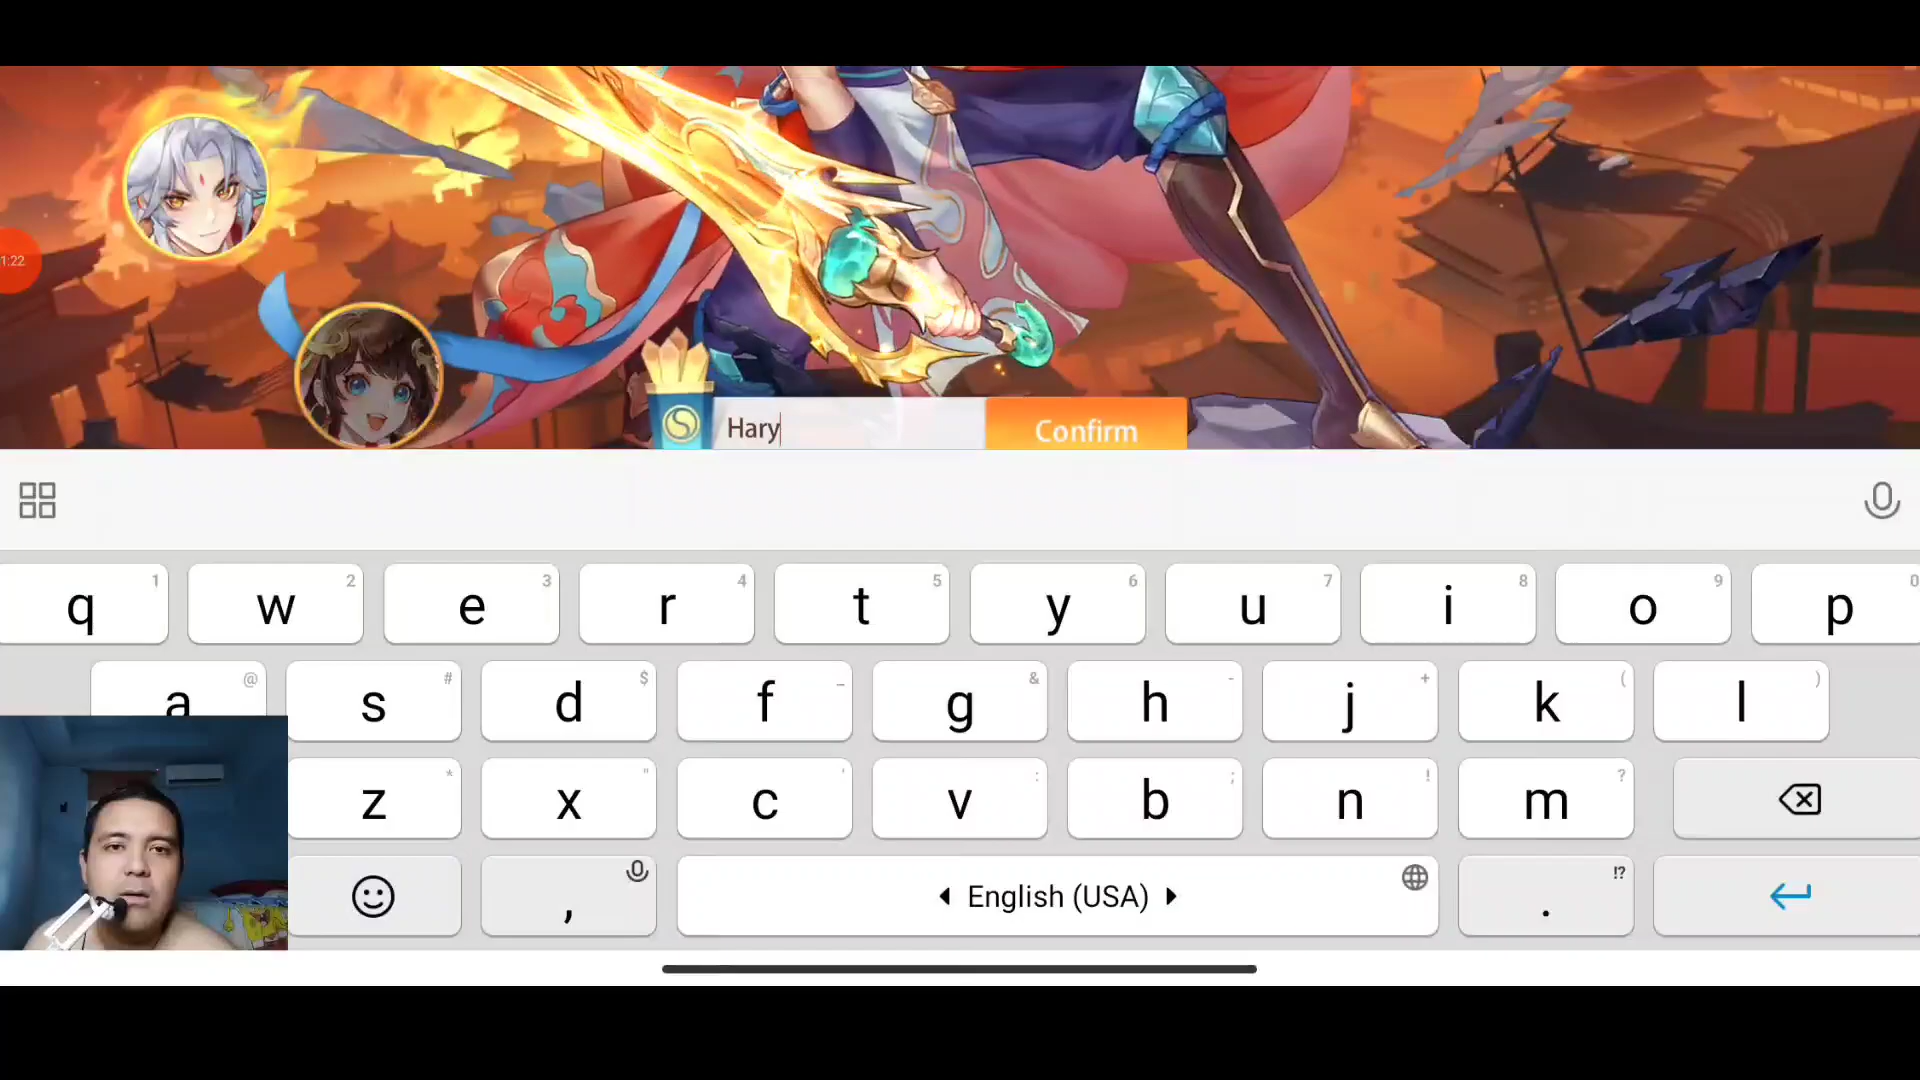 1:22
Hary
Confirm
1 2 3 4 5 6 7 8 9 0
q w e r t y u i o p
@ # $ _ & - + ( )
a s d f g h j k l
* " ' : ; ! ?
z x c v b n m
, English (USA) . !?